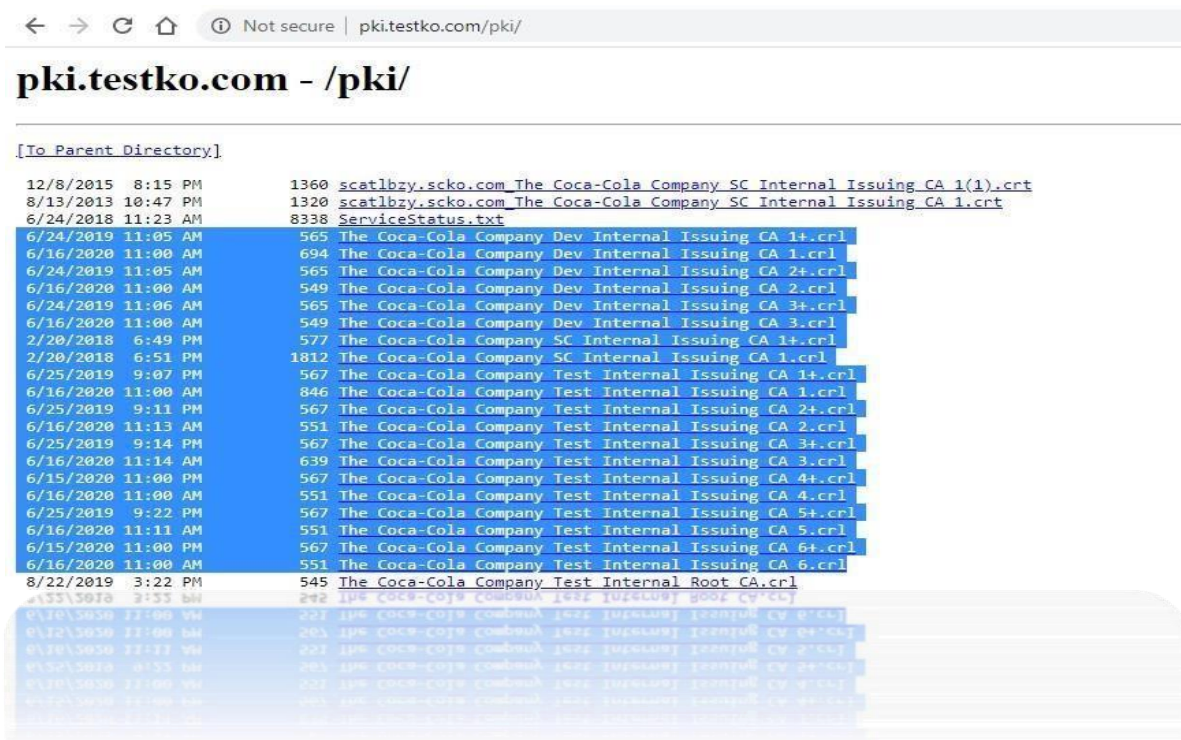 Not secure | pki.testko.com/pki/
pki.testko.com - /pki/
[To Parent Directory]
12/8/2015 8:15 PM 1360 scatlbzy.scko.com_The Coca-Cola Company SC Internal Issuing CA 1(1).crt
8/13/2013 10:47 PM 1320 scatlbzy.scko.com_The Coca-Cola Company SC Internal Issuing CA 1.crt
6/24/2018 11:23 AM 8338 ServiceStatus.txt
6/24/2019 11:05 AM 565 The Coca-Cola Company Dev Internal Issuing CA 1+.crl
6/16/2020 11:00 AM 694 The Coca-Cola Company Dev Internal Issuing CA 1.crl
6/24/2019 11:05 AM 565 The Coca-Cola Company Dev Internal Issuing CA 2+.crl
6/16/2020 11:00 AM 549 The Coca-Cola Company Dev Internal Issuing CA 2.crl
6/24/2019 11:06 AM 565 The Coca-Cola Company Dev Internal Issuing CA 3+.crl
6/16/2020 11:00 AM 549 The Coca-Cola Company Dev Internal Issuing CA 3.crl
2/20/2018 6:49 PM 577 The Coca-Cola Company SC Internal Issuing CA 1+.crl
2/20/2018 6:51 PM 1812 The Coca-Cola Company SC Internal Issuing CA 1.crl
6/25/2019 9:07 PM 567 The Coca-Cola Company Test Internal Issuing CA 1+.crl
6/16/2020 11:00 AM 846 The Coca-Cola Company Test Internal Issuing CA 1.crl
6/25/2019 9:11 PM 567 The Coca-Cola Company Test Internal Issuing CA 2+.crl
6/16/2020 11:13 AM 551 The Coca-Cola Company Test Internal Issuing CA 2.crl
6/25/2019 9:14 PM 567 The Coca-Cola Company Test Internal Issuing CA 3+.crl
6/16/2020 11:14 AM 639 The Coca-Cola Company Test Internal Issuing CA 3.crl
6/15/2020 11:00 PM 567 The Coca-Cola Company Test Internal Issuing CA 4+.crl
6/16/2020 11:00 AM 551 The Coca-Cola Company Test Internal Issuing CA 4.crl
6/25/2019 9:22 PM 567 The Coca-Cola Company Test Internal Issuing CA 5+.crl
6/16/2020 11:11 AM 551 The Coca-Cola Company Test Internal Issuing CA 5.crl
6/15/2020 11:00 PM 567 The Coca-Cola Company Test Internal Issuing CA 6+.crl
6/16/2020 11:00 AM 551 The Coca-Cola Company Test Internal Issuing CA 6.crl
8/22/2019 3:22 PM 545 The Coca-Cola Company Test Internal Root CA.crl